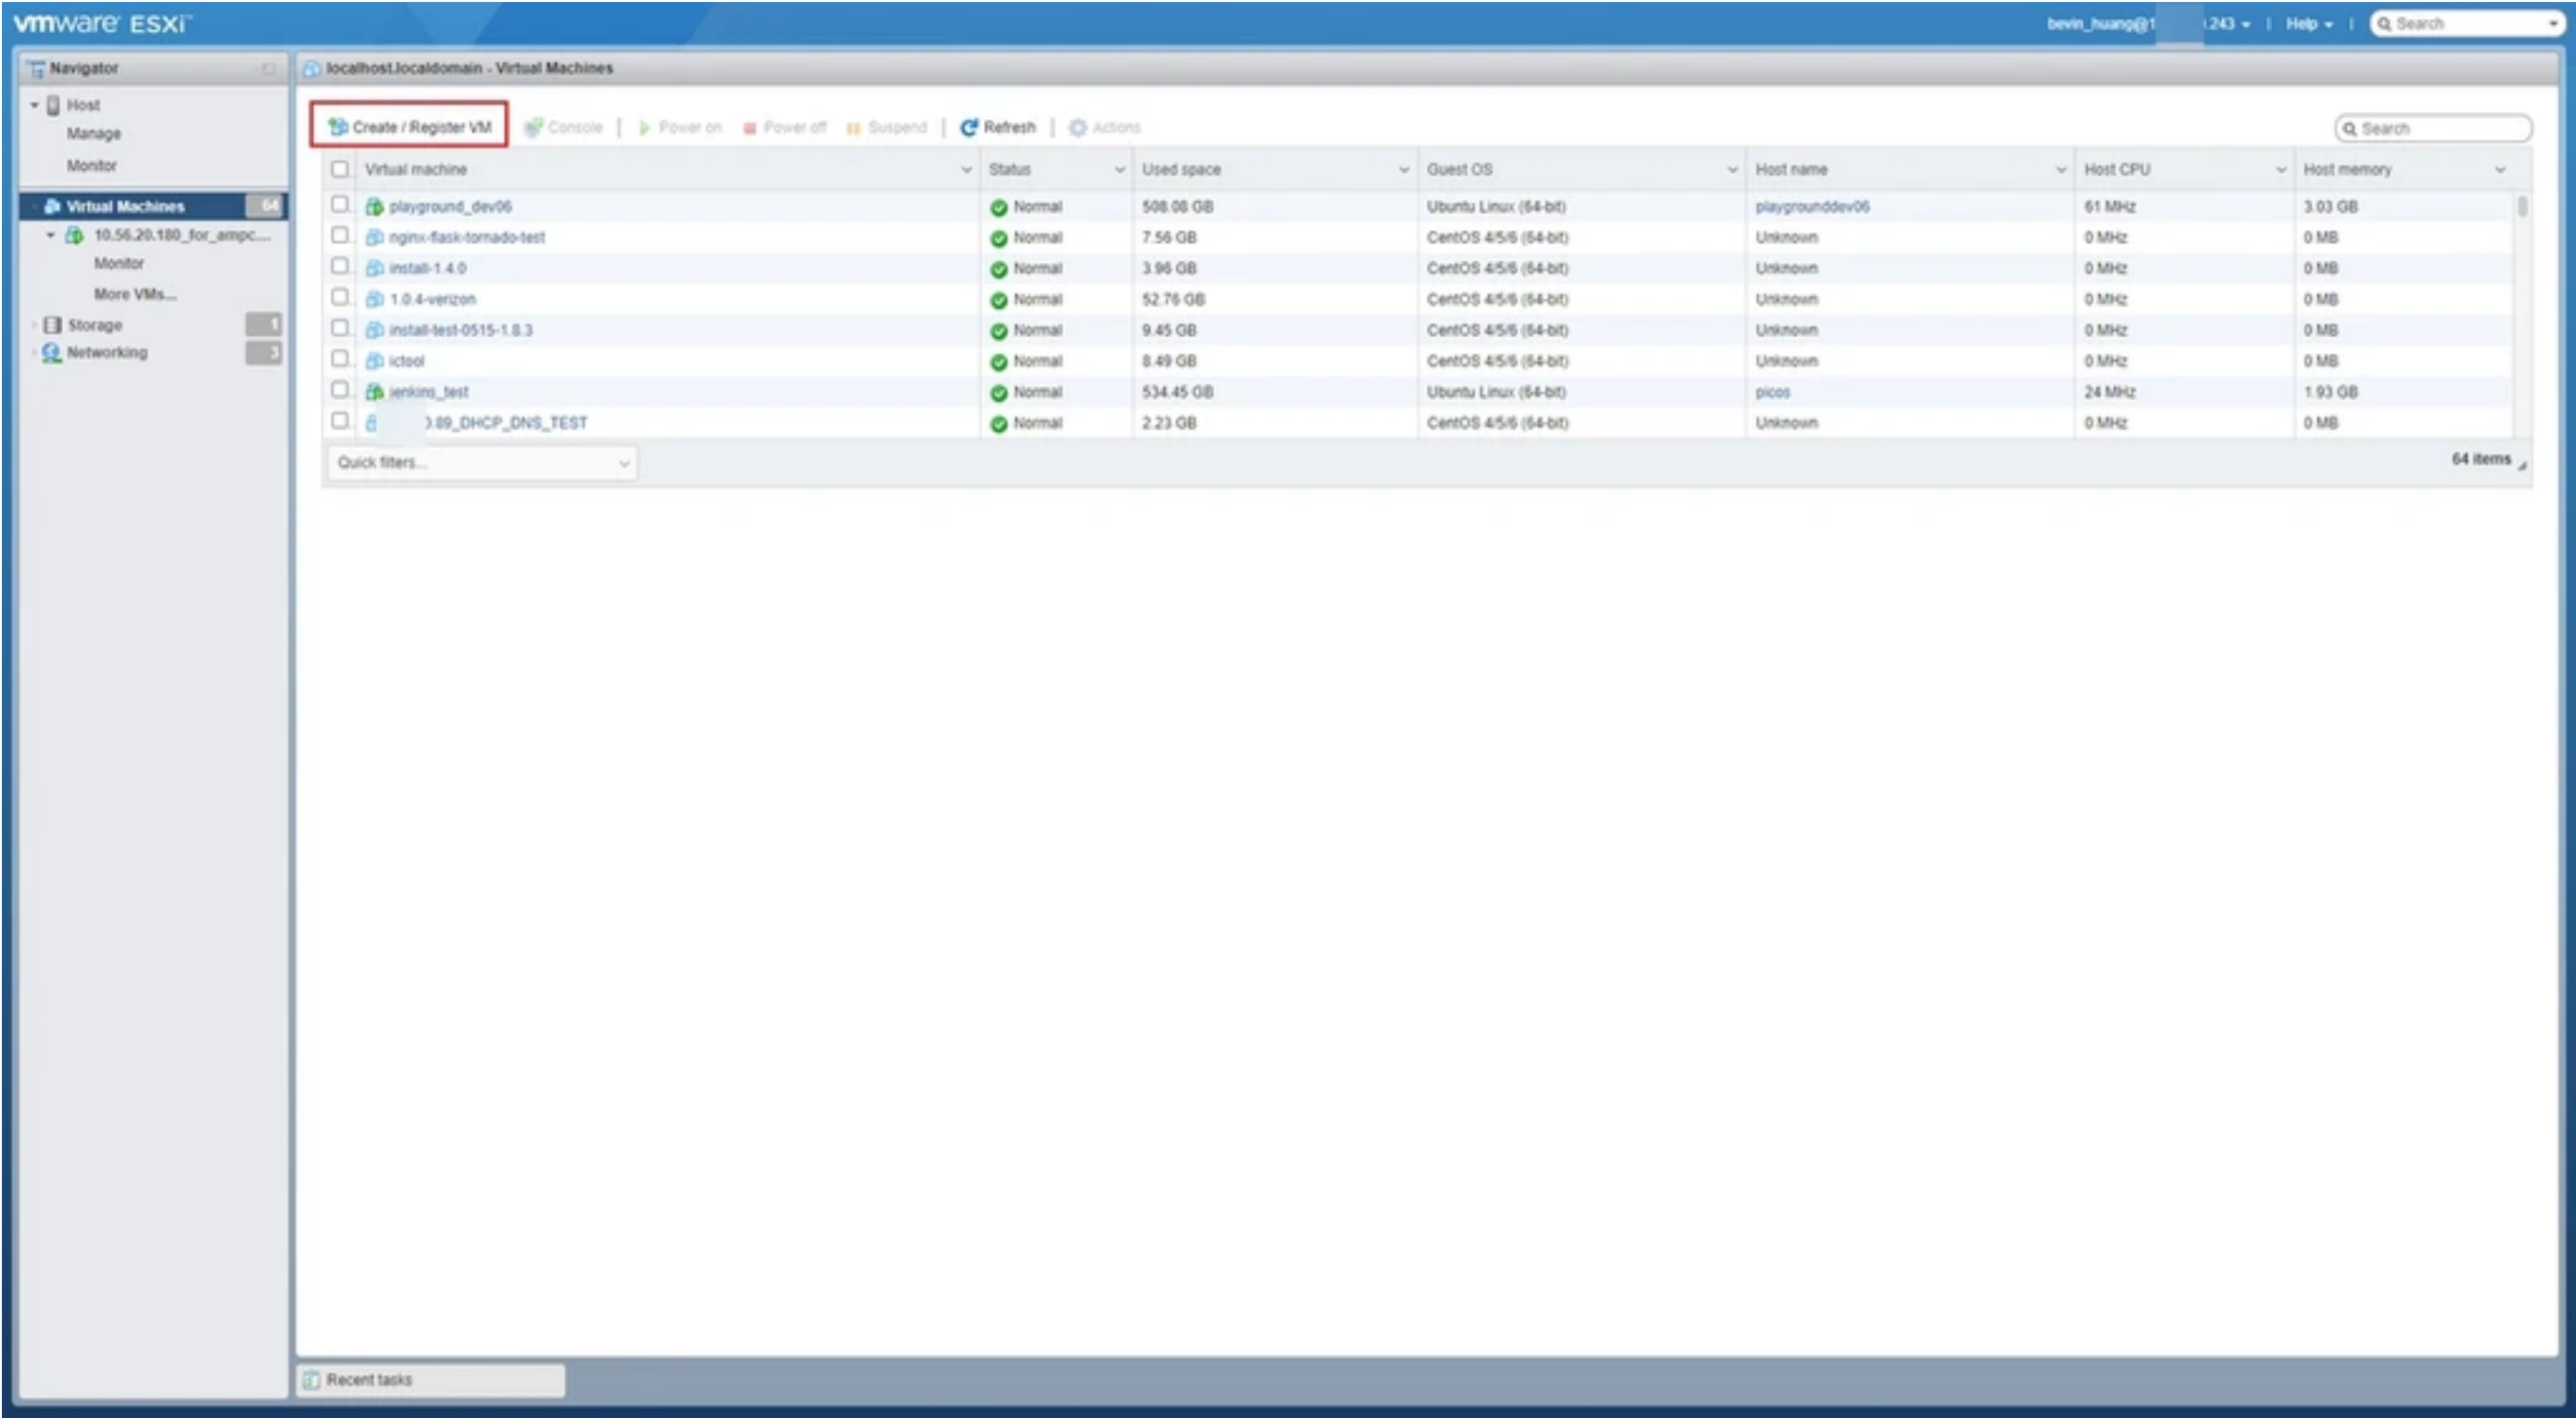 vmware ESXi™
bevin_huang@1 .243 | Help | Search
Navigator
Host
Manage
Monitor
Virtual Machines 64
10.56.20.180_for_ampc...
Monitor
More VMs...
Storage 1
Networking 3
localhost.localdomain - Virtual Machines
Create / Register VM | Console | Power on Power off Suspend | Refresh | Actions Search
Virtual machine Status Used space Guest OS Host name Host CPU Host memory
playground_dev06 Normal 508.08 GB Ubuntu Linux (64-bit) playgrounddev06 61 MHz 3.03 GB
nginx-flask-tornado-test Normal 7.56 GB CentOS 4/5/6 (64-bit) Unknown 0 MHz 0 MB
install-1.4.0 Normal 3.96 GB CentOS 4/5/6 (64-bit) Unknown 0 MHz 0 MB
1.0.4-verizon Normal 52.76 GB CentOS 4/5/6 (64-bit) Unknown 0 MHz 0 MB
install-test-0515-1.8.3 Normal 9.45 GB CentOS 4/5/6 (64-bit) Unknown 0 MHz 0 MB
ictool Normal 8.49 GB CentOS 4/5/6 (64-bit) Unknown 0 MHz 0 MB
jenkins_test Normal 534.45 GB Ubuntu Linux (64-bit) picos 24 MHz 1.93 GB
0.89_DHCP_DNS_TEST Normal 2.23 GB CentOS 4/5/6 (64-bit) Unknown 0 MHz 0 MB
Quick filters... 64 items
Recent tasks